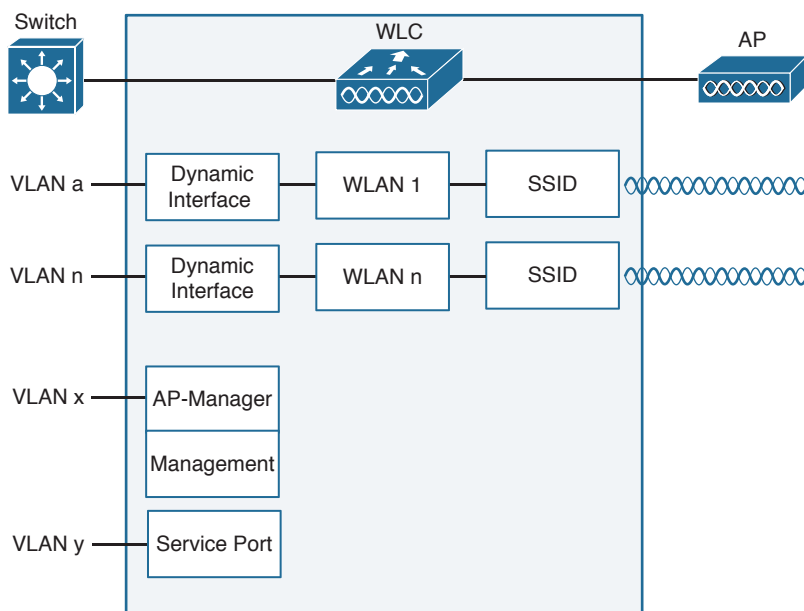 Switch
WLC
AP
VLAN a
Dynamic
Interface
WLAN 1
SSID
VLAN n
Dynamic
Interface
WLAN n
SSID
VLAN x
AP-Manager
Management
VLAN y
Service Port